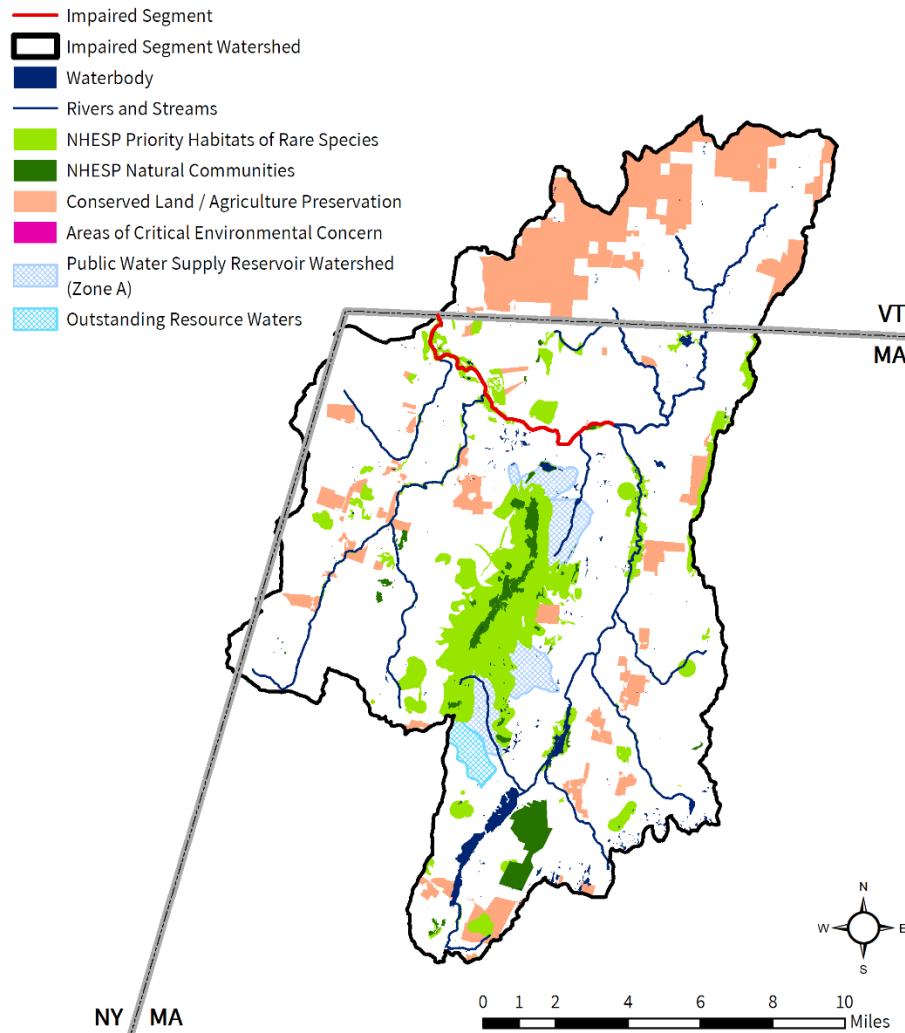 Impaired Segment
Impaired Segment Watershed
Waterbody
Rivers and Streams
NHESP Priority Habitats of Rare Species
NHESP Natural Communities
Conserved Land / Agriculture Preservation
Areas of Critical Environmental Concern
Public Water Supply Reservoir Watershed
(Zone A)
Outstanding Resource Waters
VT
MA
N
W E
S
NY MA
0 1 2 4 6 8 10
Miles